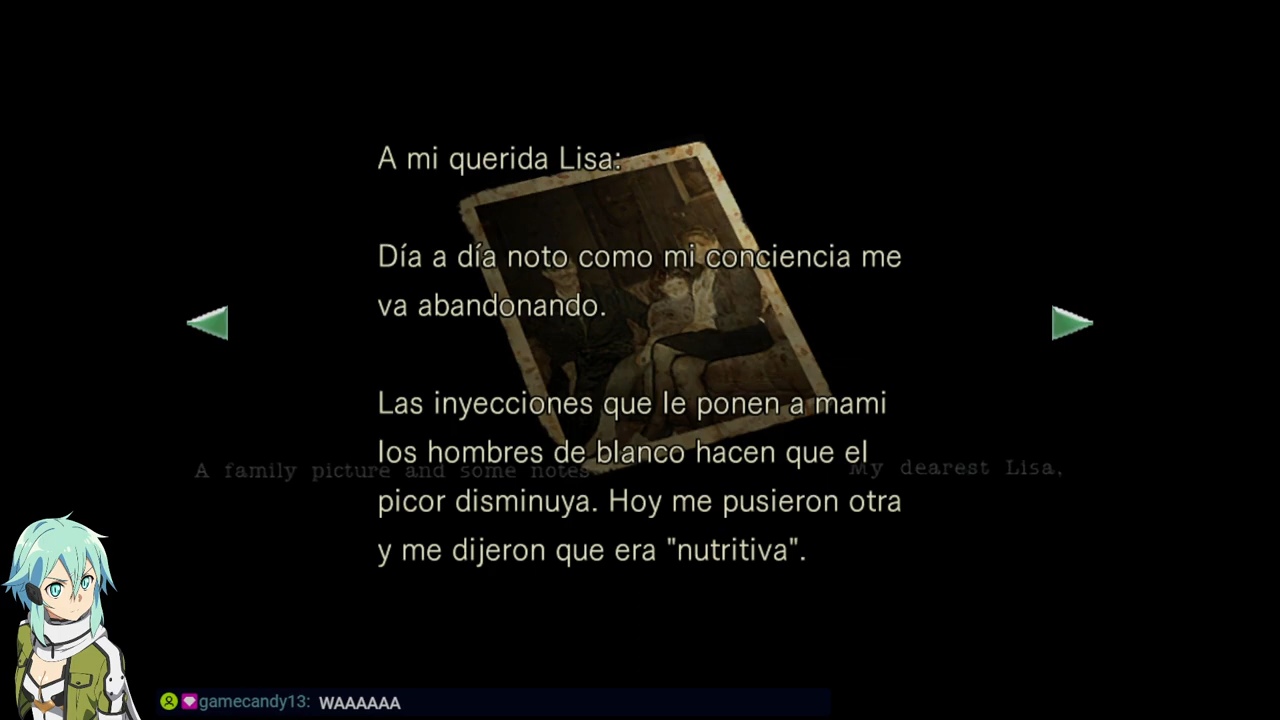 A mi querida Lisa:
Día a día noto como mi conciencia me
va abandonando.
Las inyecciones que le ponen a mami
los hombres de blanco hacen que el
picor disminuya. Hoy me pusieron otra
y me dijeron que era "nutritiva".
A family picture and some notes
My dearest Lisa,
gamecandy13: WAAAAAA